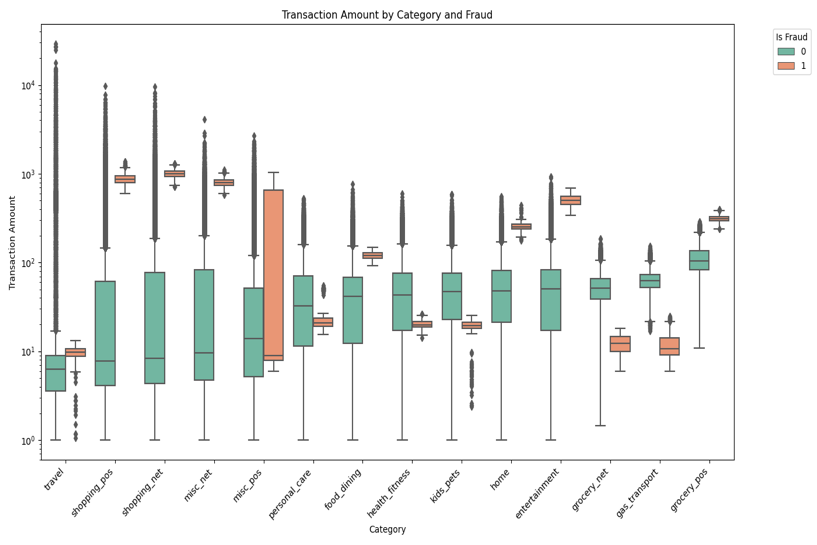 Transaction Amount by Category and Fraud
Is Fraud
0
1
Transaction Amount
10^4
10^3
10^2
10^1
10^0
travel
shopping_pos
shopping_net
misc_net
misc_pos
personal_care
food_dining
health_fitness
kids_pets
home
entertainment
grocery_net
gas_transport
grocery_pos
Category